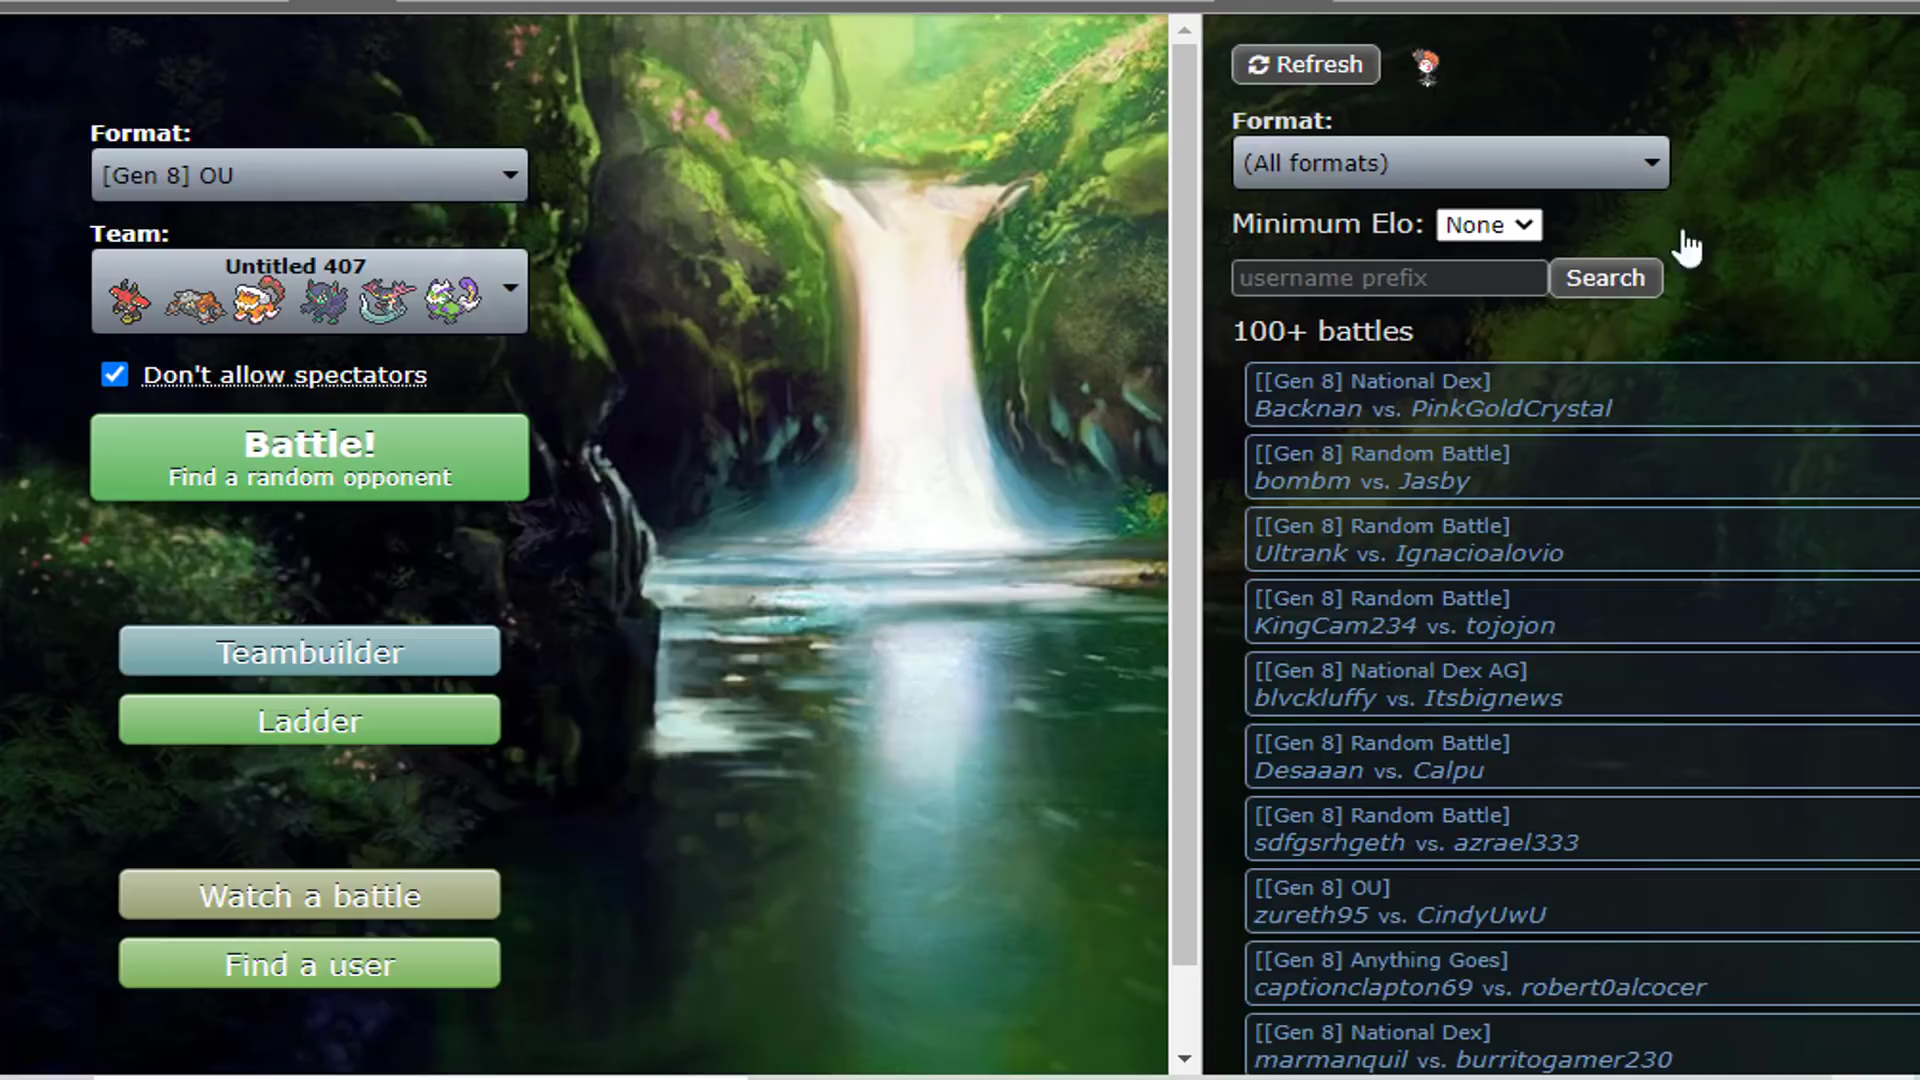 Format:
[Gen 8] OU
Team:
Untitled 407
Don't allow spectators
Battle!
Find a random opponent
Teambuilder
Ladder
Watch a battle
Find a user
Refresh
Format:
(All formats)
Minimum Elo: None
username prefix Search
100+ battles
[[Gen 8] National Dex]
Backnan vs. PinkGoldCrystal
[[Gen 8] Random Battle]
bombm vs. Jasby
[[Gen 8] Random Battle]
Ultrank vs. Ignacioalovio
[[Gen 8] Random Battle]
KingCam234 vs. tojojon
[[Gen 8] National Dex AG]
blvckluffy vs. Itsbignews
[[Gen 8] Random Battle]
Desaaan vs. Calpu
[[Gen 8] Random Battle]
sdfgsrhgeth vs. azrael333
[[Gen 8] OU]
zureth95 vs. CindyUwU
[[Gen 8] Anything Goes]
captionclapton69 vs. robert0alcocer
[[Gen 8] National Dex]
marmanquil vs. burritogamer230